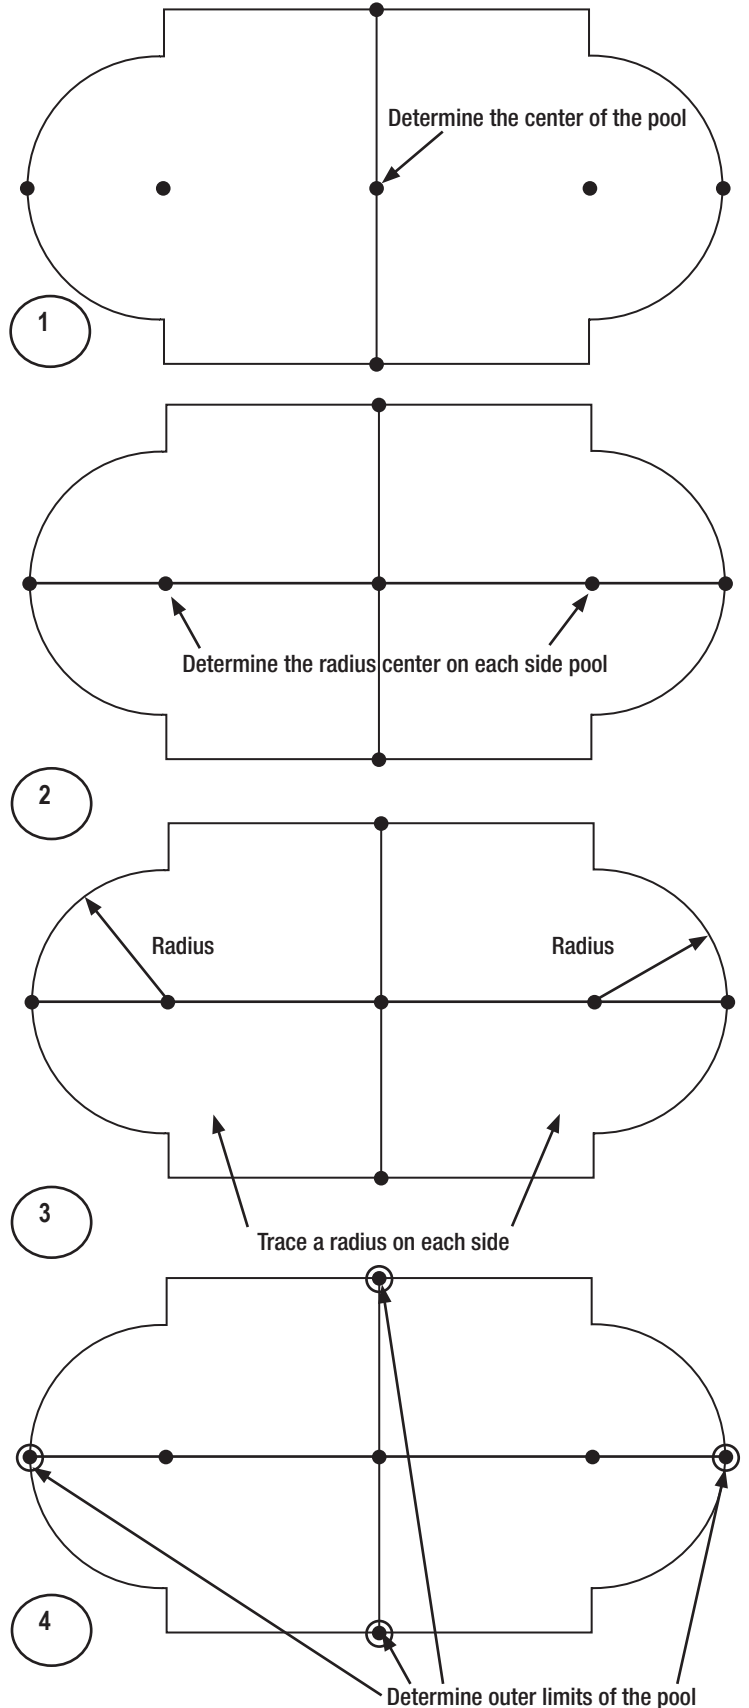 Determine the center of the pool
1
Determine the radius center on each side pool
2
Radius
Radius
3
Trace a radius on each side
4
Determine outer limits of the pool